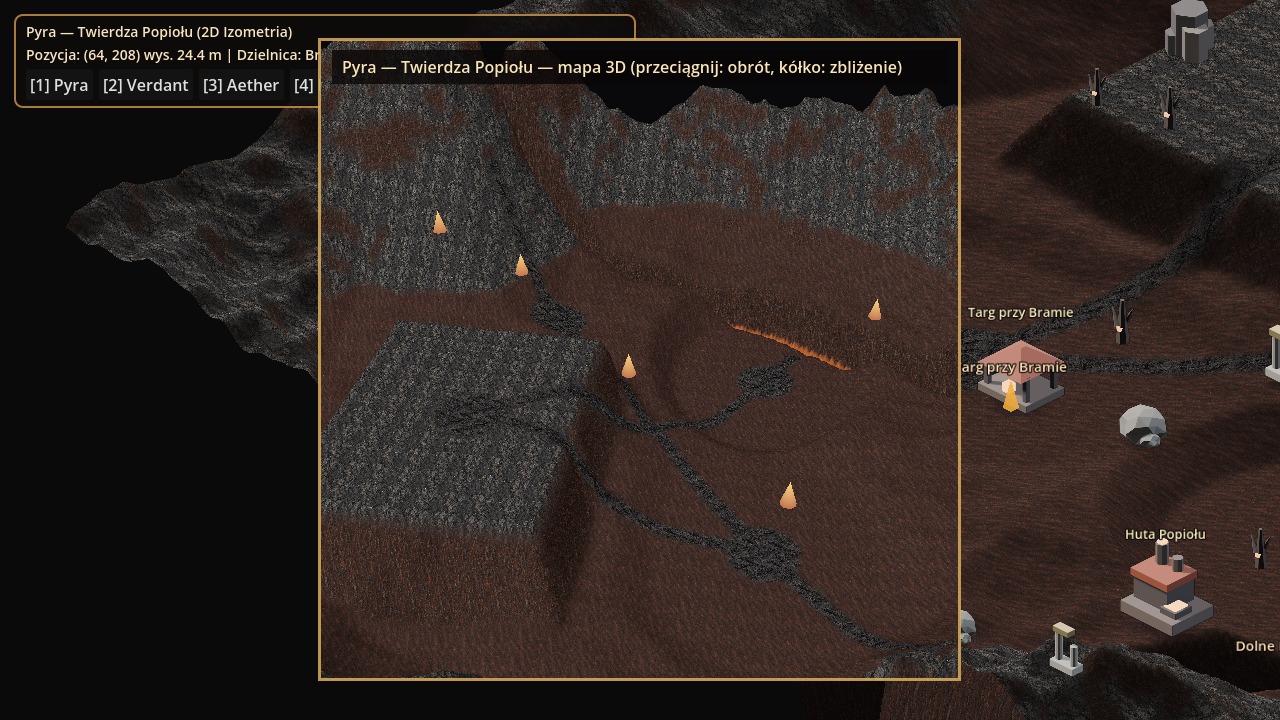 Pyra — Twierdza Popiołu (2D Izometria)
Pozycja: (64, 208) wys. 24.4 m | Dzielnica: Br
[1] Pyra [2] Verdant [3] Aether [4]
Pyra — Twierdza Popiołu — mapa 3D (przeciągnij: obrót, kółko: zbliżenie)
Targ przy Bramie
arg przy Bramie
Huta Popiołu
Dolne